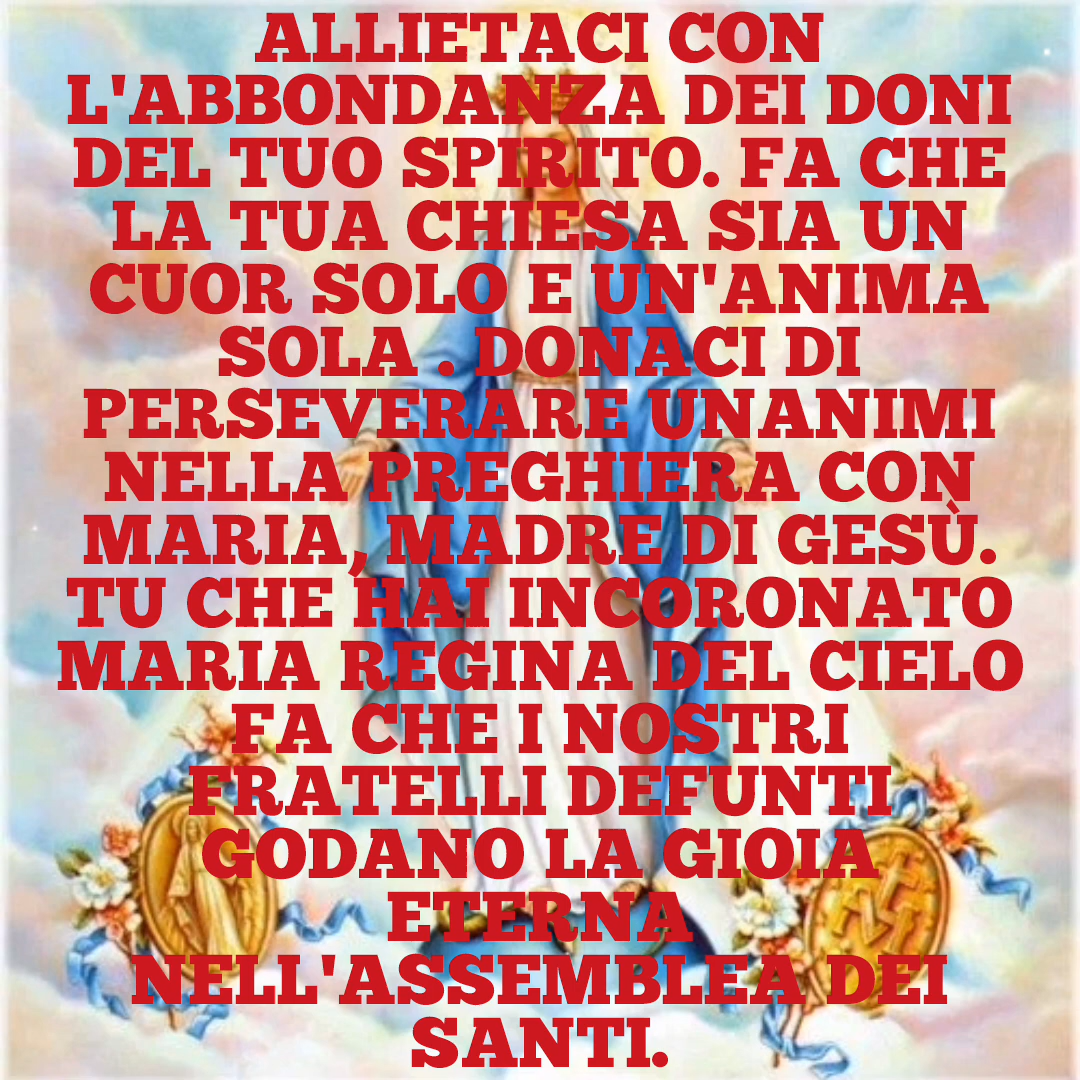 ALLIETACI CON
L'ABBONDANZA DEI DONI
DEL TUO SPIRITO. FA CHE
LA TUA CHIESA SIA UN
CUOR SOLO E UN'ANIMA
SOLA . DONACI DI
PERSEVERARE UNANIMI
NELLA PREGHIERA CON
MARIA, MADRE DI GESÙ.
TU CHE HAI INCORONATO
MARIA REGINA DEL CIELO
FA CHE I NOSTRI
FRATELLI DEFUNTI
GODANO LA GIOIA
ETERNA
NELL'ASSEMBLEA DEI
SANTI.